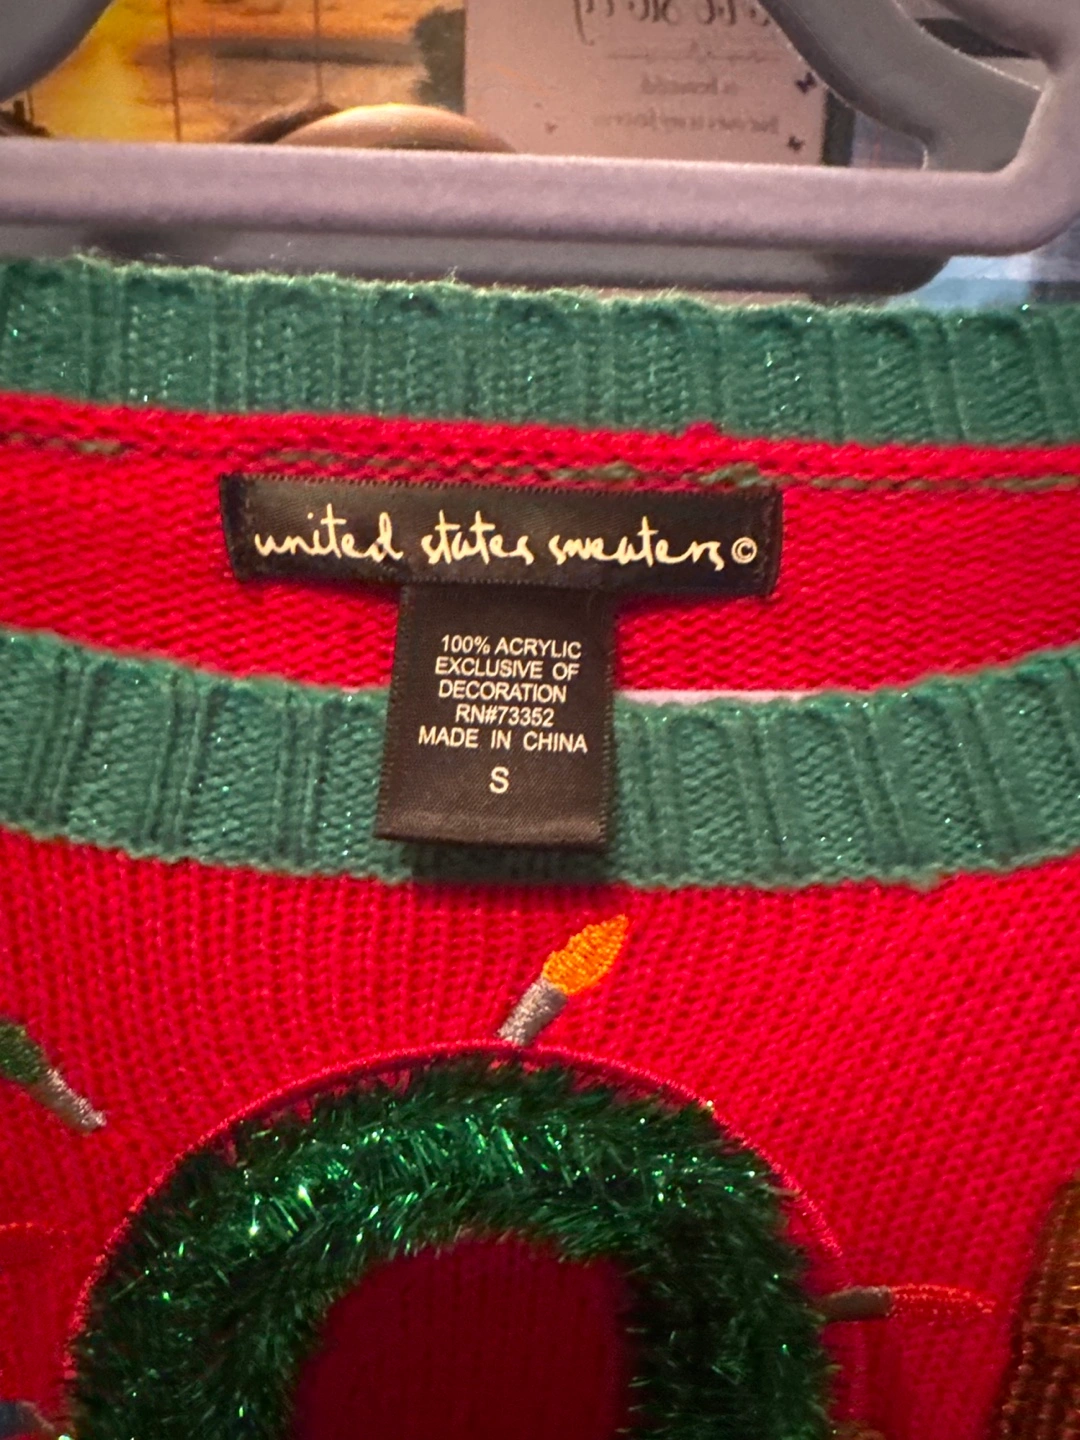 united states sweaters©
100% ACRYLIC
EXCLUSIVE OF
DECORATION
RN#73352
MADE IN CHINA
S